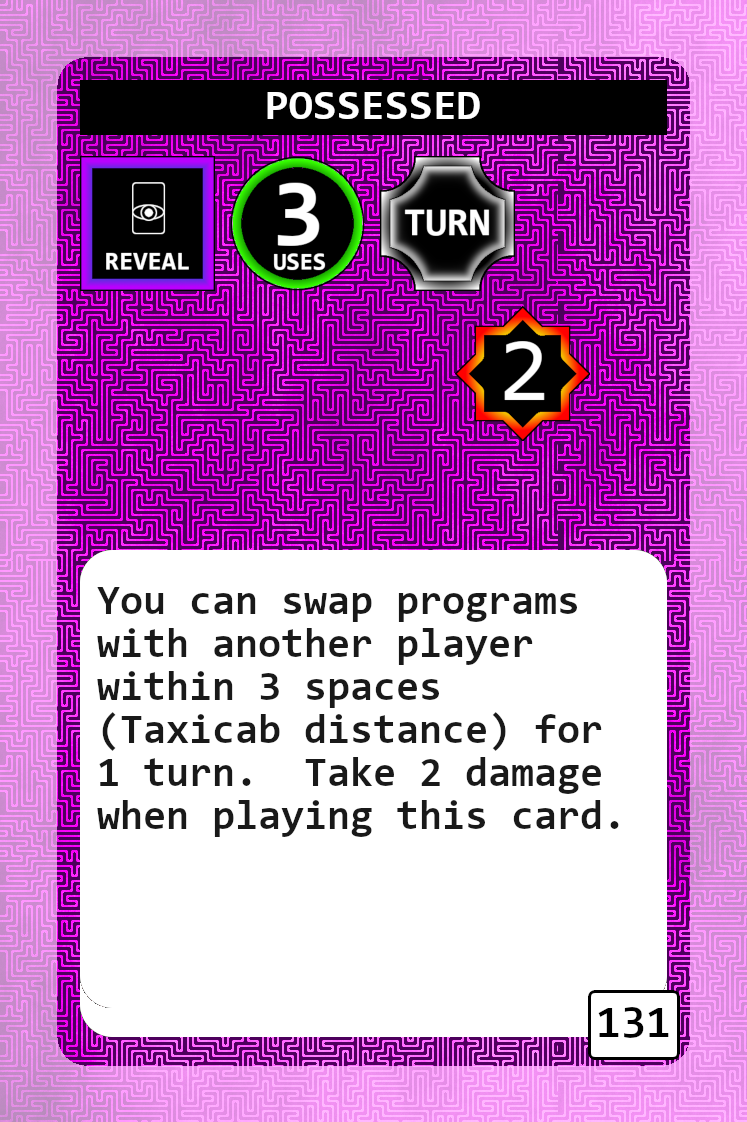 POSSESSED
REVEAL
3
USES
TURN
2
You can swap programs
with another player
within 3 spaces
(Taxicab distance) for
1 turn.  Take 2 damage
when playing this card.
131